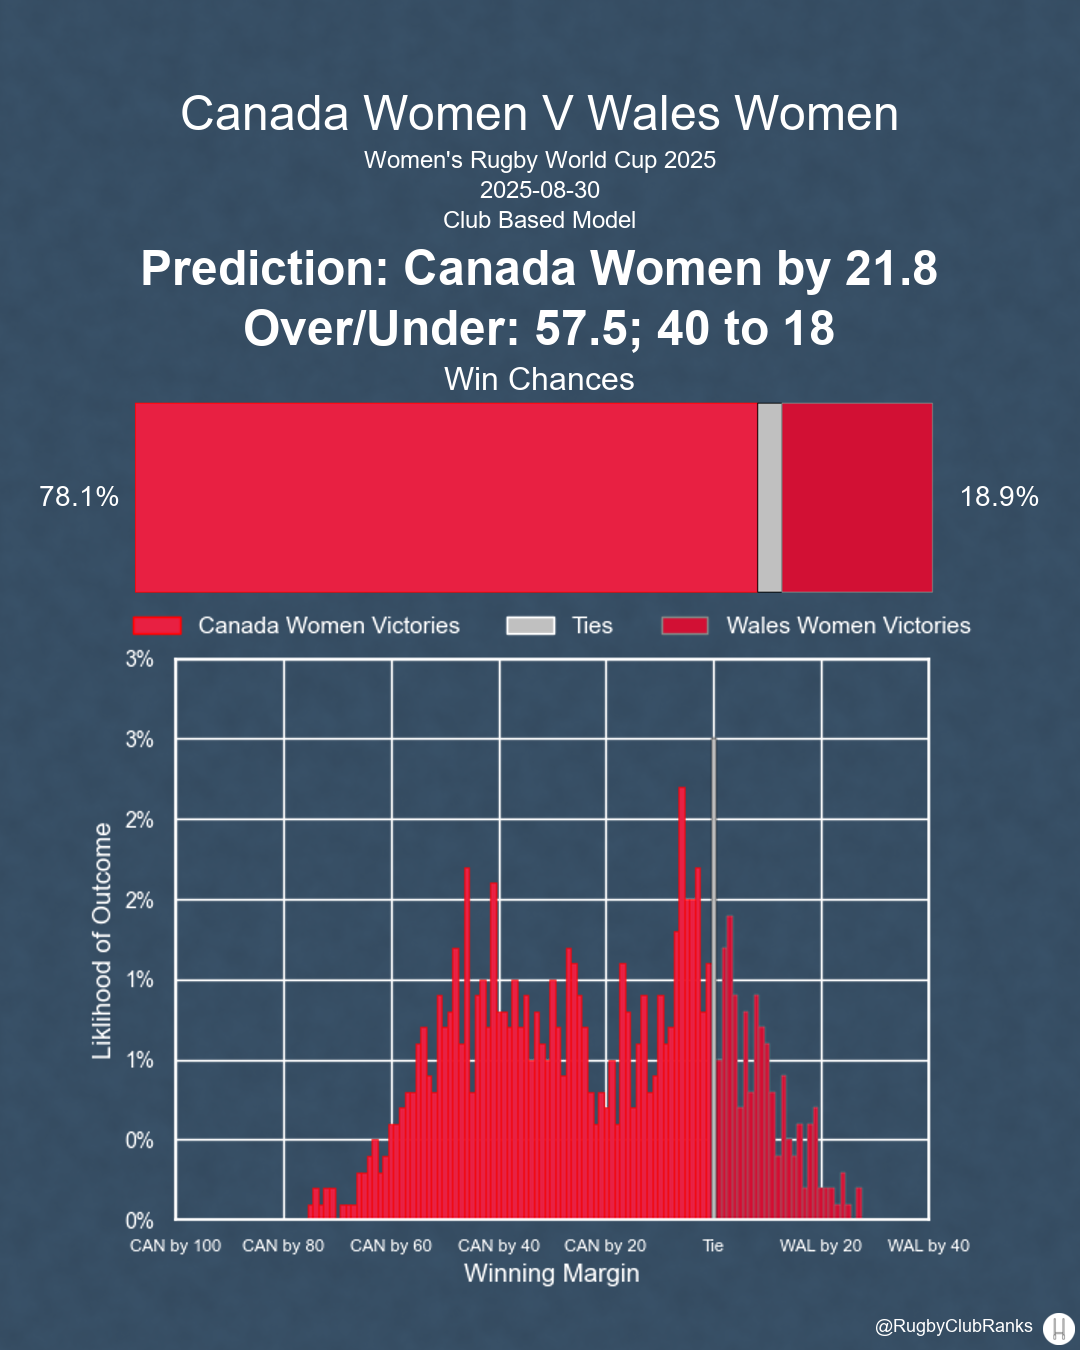 Canada Women V Wales Women
Women's Rugby World Cup 2025
2025-08-30
Club Based Model
Prediction: Canada Women by 21.8
Over/Under: 57.5; 40 to 18
Win Chances
78.1%
18.9%
Canada Women Victories
Ties
Wales Women Victories
3%
3%
2%
2%
1%
1%
0%
0%
Liklihood of Outcome
CAN by 100
CAN by 80
CAN by 60
CAN by 40
CAN by 20
Tie
WAL by 20
WAL by 40
Winning Margin
@RugbyClubRanks